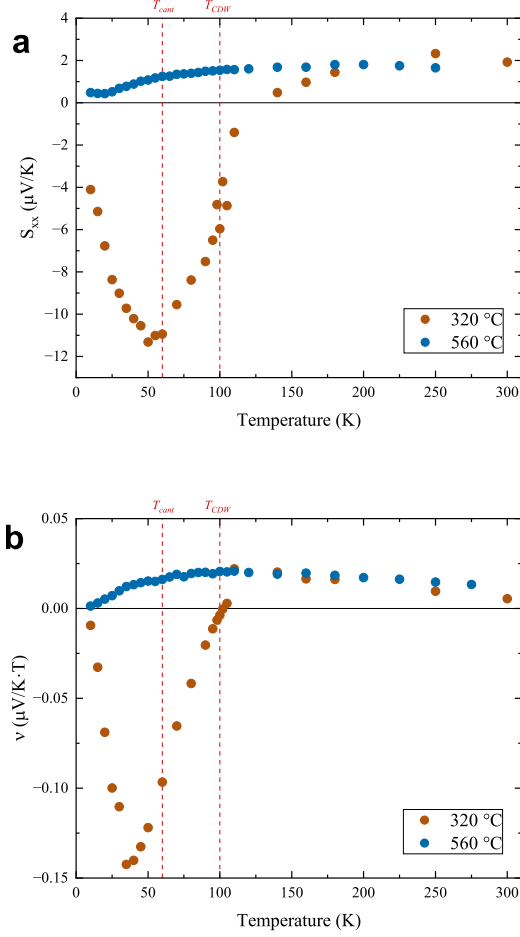 a
T_cant T_CDW
4
2
0
−2
−4
−6
−8
−10
−12
S_xx (μV/K)
320 °C
560 °C
0 50 100 150 200 250 300
Temperature (K)
b
T_cant T_CDW
0.05
0.00
−0.05
−0.10
−0.15
ν (μV/K·T)
320 °C
560 °C
0 50 100 150 200 250 300
Temperature (K)